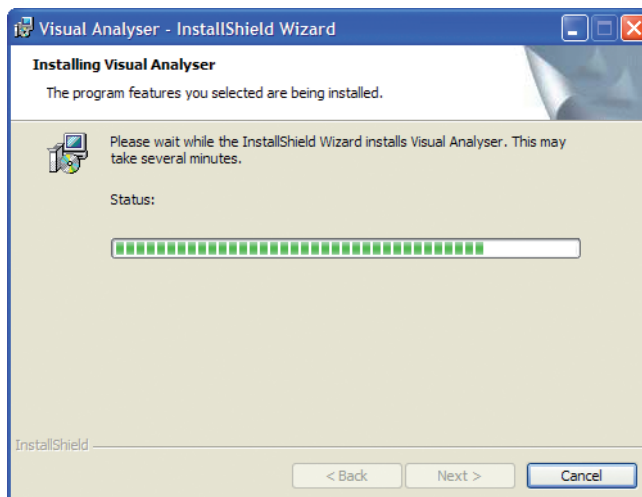 Visual Analyser - InstallShield Wizard
Installing Visual Analyser
The program features you selected are being installed.
Please wait while the InstallShield Wizard installs Visual Analyser. This may
take several minutes.
Status:
InstallShield
< Back Next > Cancel